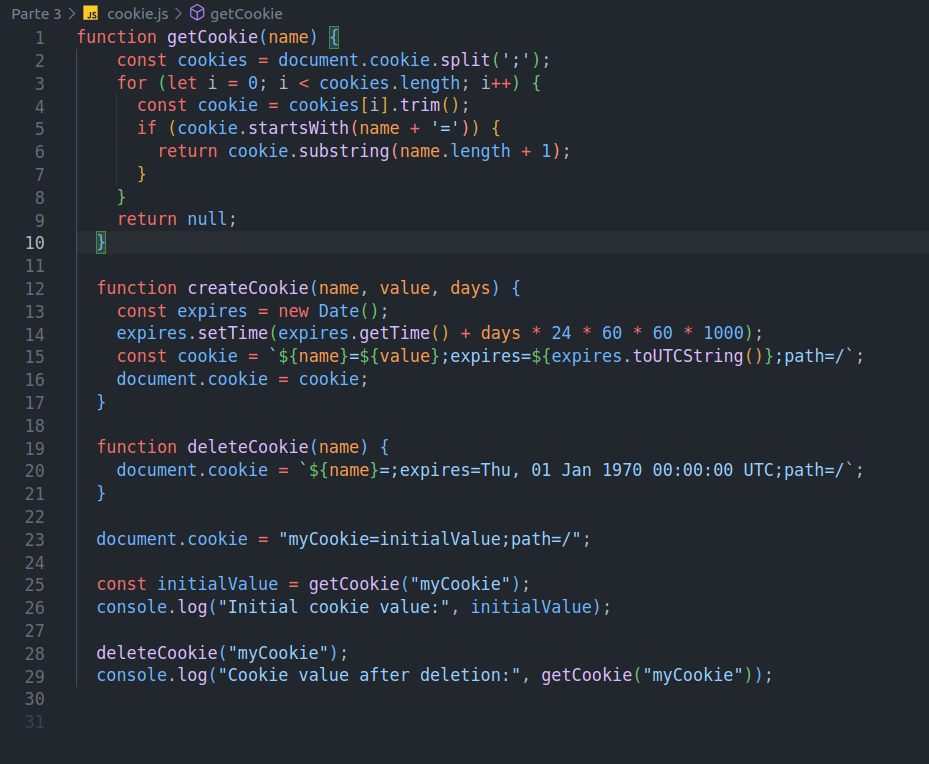 Parte 3 > JS cookie.js > getCookie
1 function getCookie(name) {
2     const cookies = document.cookie.split(';');
3     for (let i = 0; i < cookies.length; i++) {
4       const cookie = cookies[i].trim();
5       if (cookie.startsWith(name + '=')) {
6         return cookie.substring(name.length + 1);
7       }
8     }
9     return null;
10   }
11
12   function createCookie(name, value, days) {
13     const expires = new Date();
14     expires.setTime(expires.getTime() + days * 24 * 60 * 60 * 1000);
15     const cookie = `${name}=${value};expires=${expires.toUTCString()};path=/`;
16     document.cookie = cookie;
17   }
18
19   function deleteCookie(name) {
20     document.cookie = `${name}=;expires=Thu, 01 Jan 1970 00:00:00 UTC;path=/`;
21   }
22
23   document.cookie = "myCookie=initialValue;path=/";
24
25   const initialValue = getCookie("myCookie");
26   console.log("Initial cookie value:", initialValue);
27
28   deleteCookie("myCookie");
29   console.log("Cookie value after deletion:", getCookie("myCookie"));
30
31